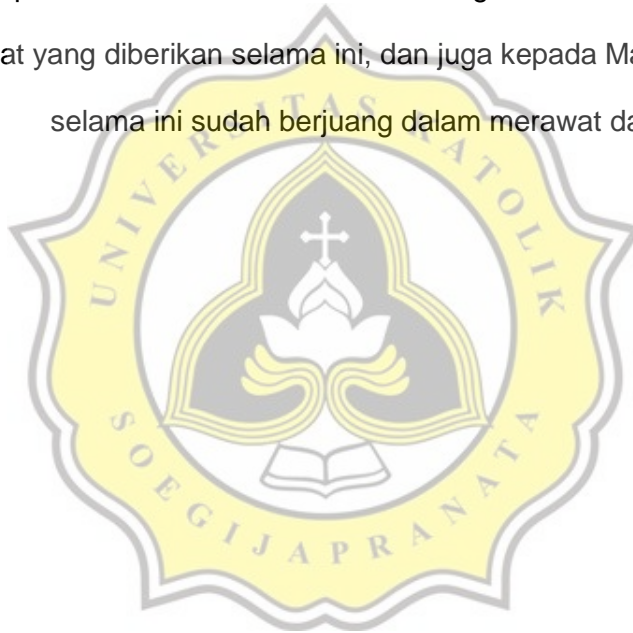 at yang diberikan selama ini, dan juga kepada Ma
selama ini sudah berjuang dalam merawat da
UNIVERSITAS KATOLIK
SOEGIJAPRANATA